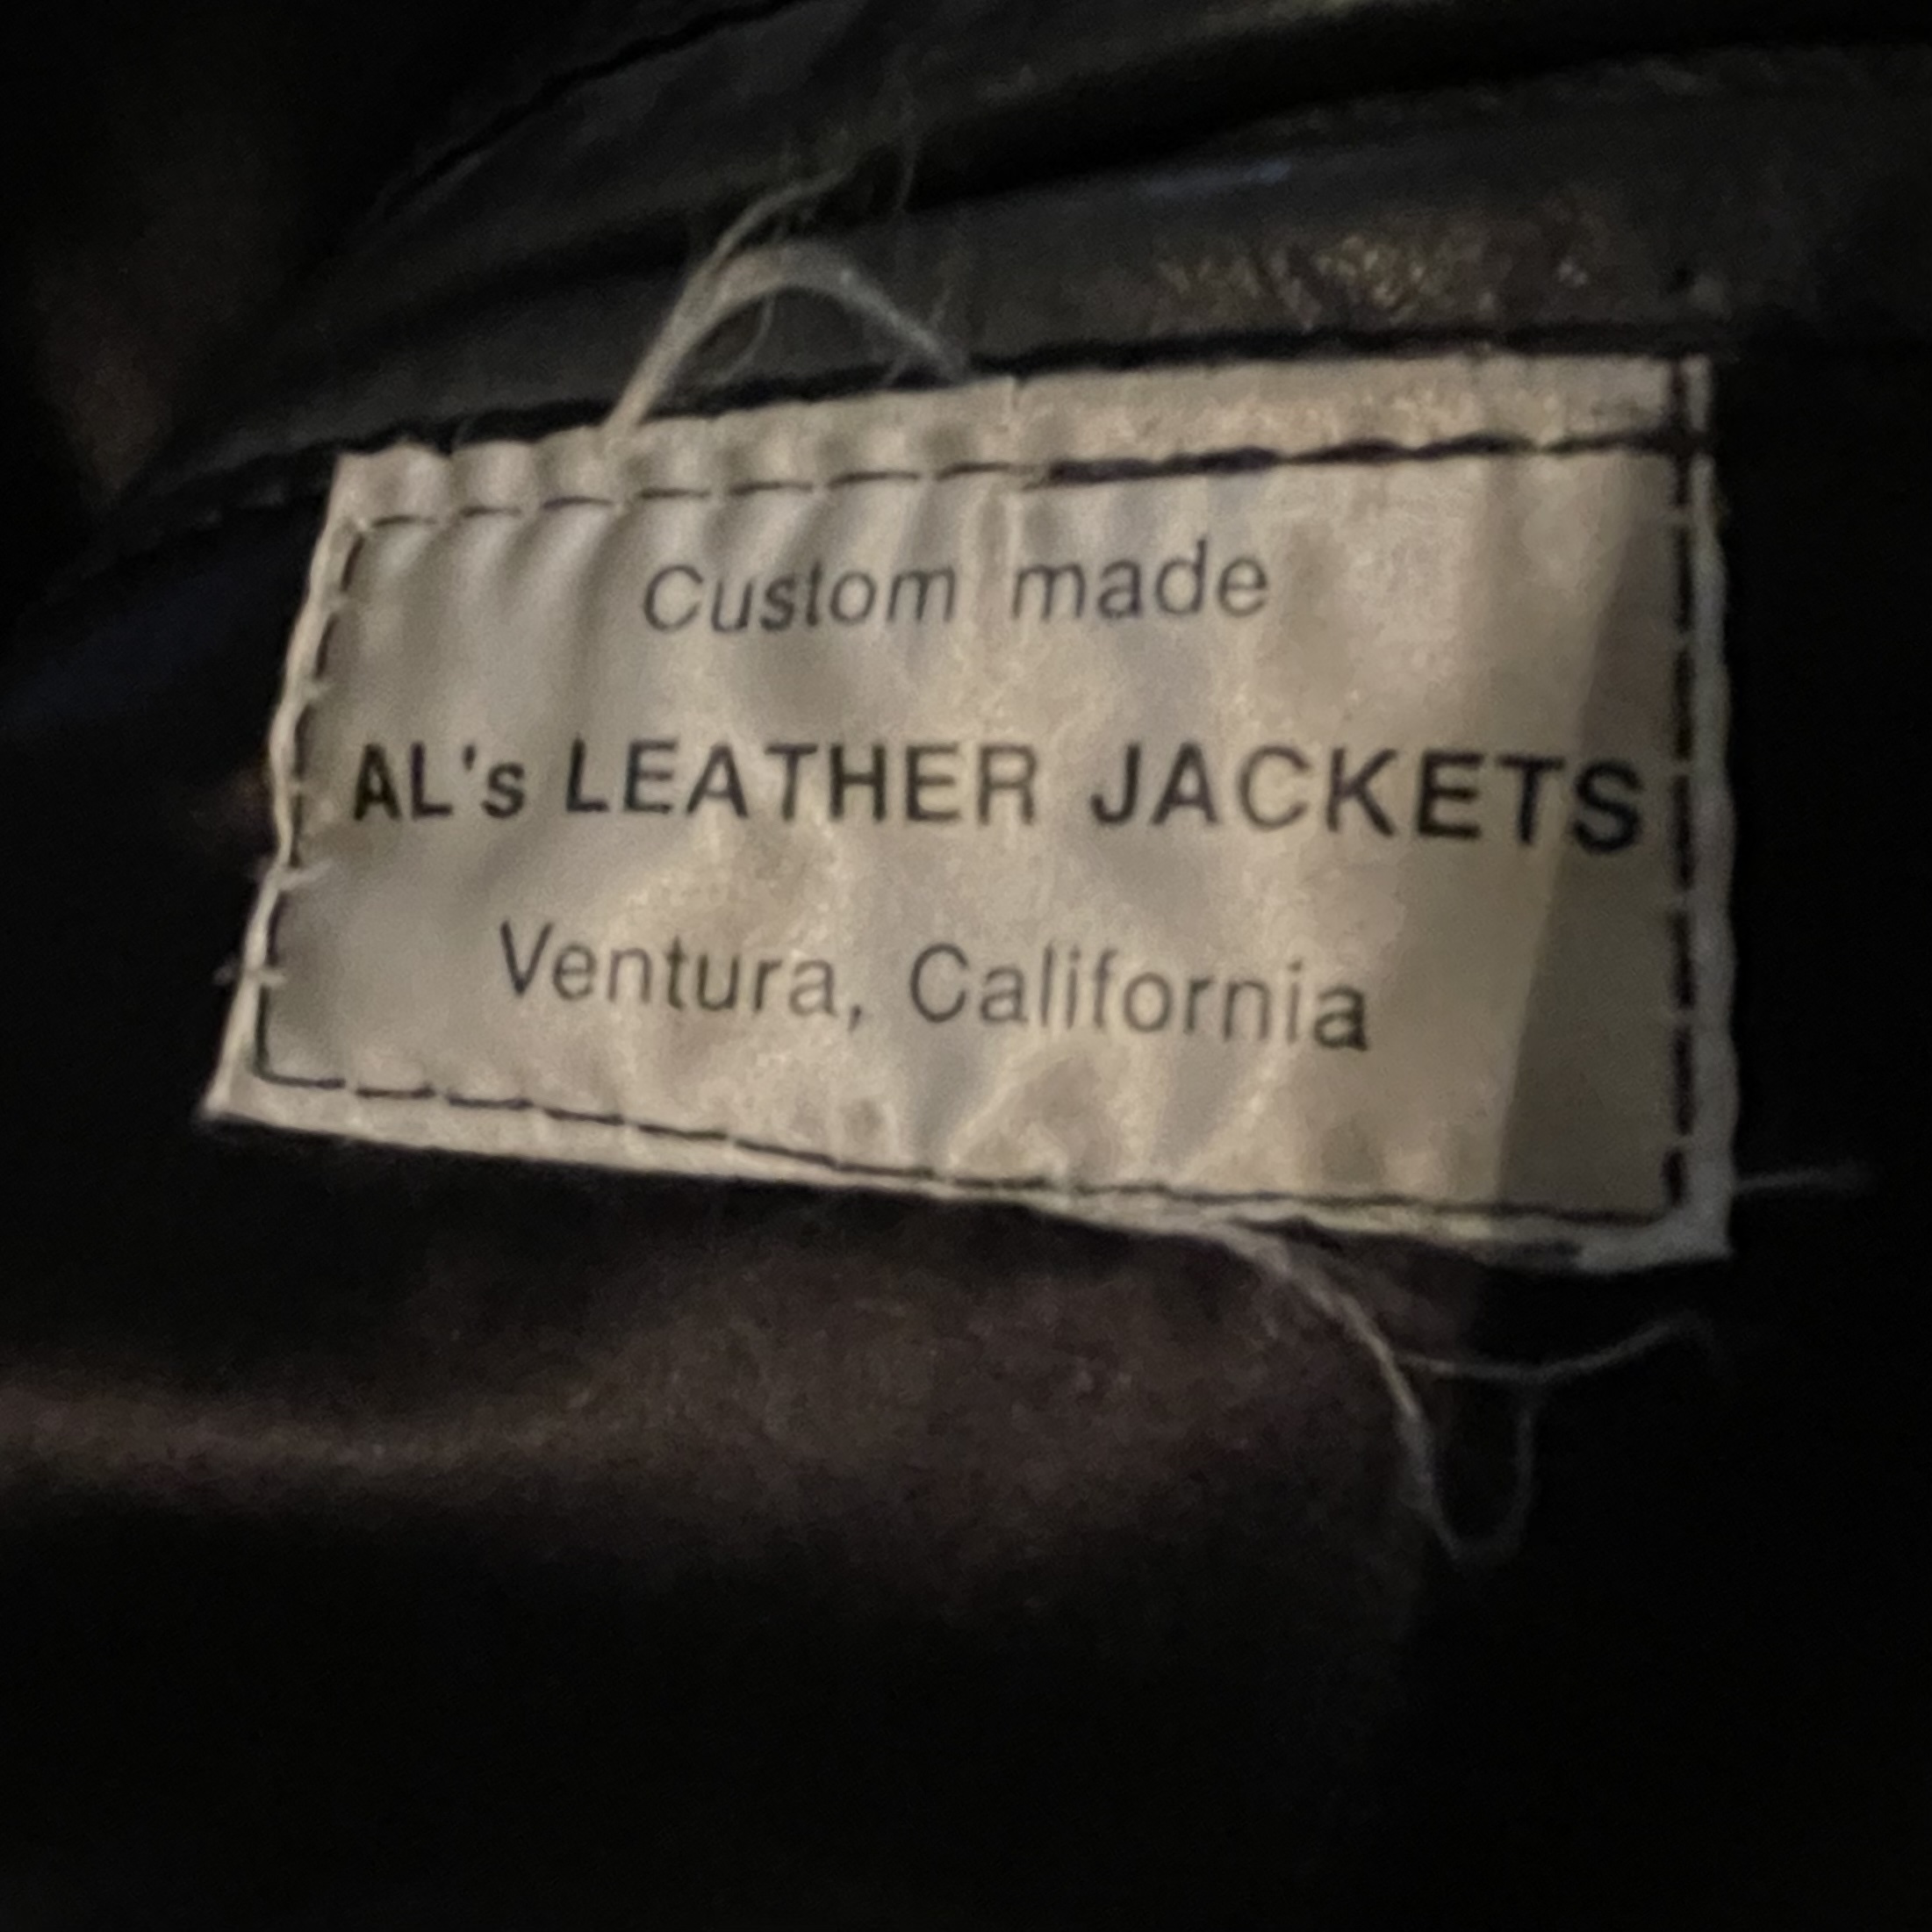 Custom made
AL's LEATHER JACKETS
Ventura, California